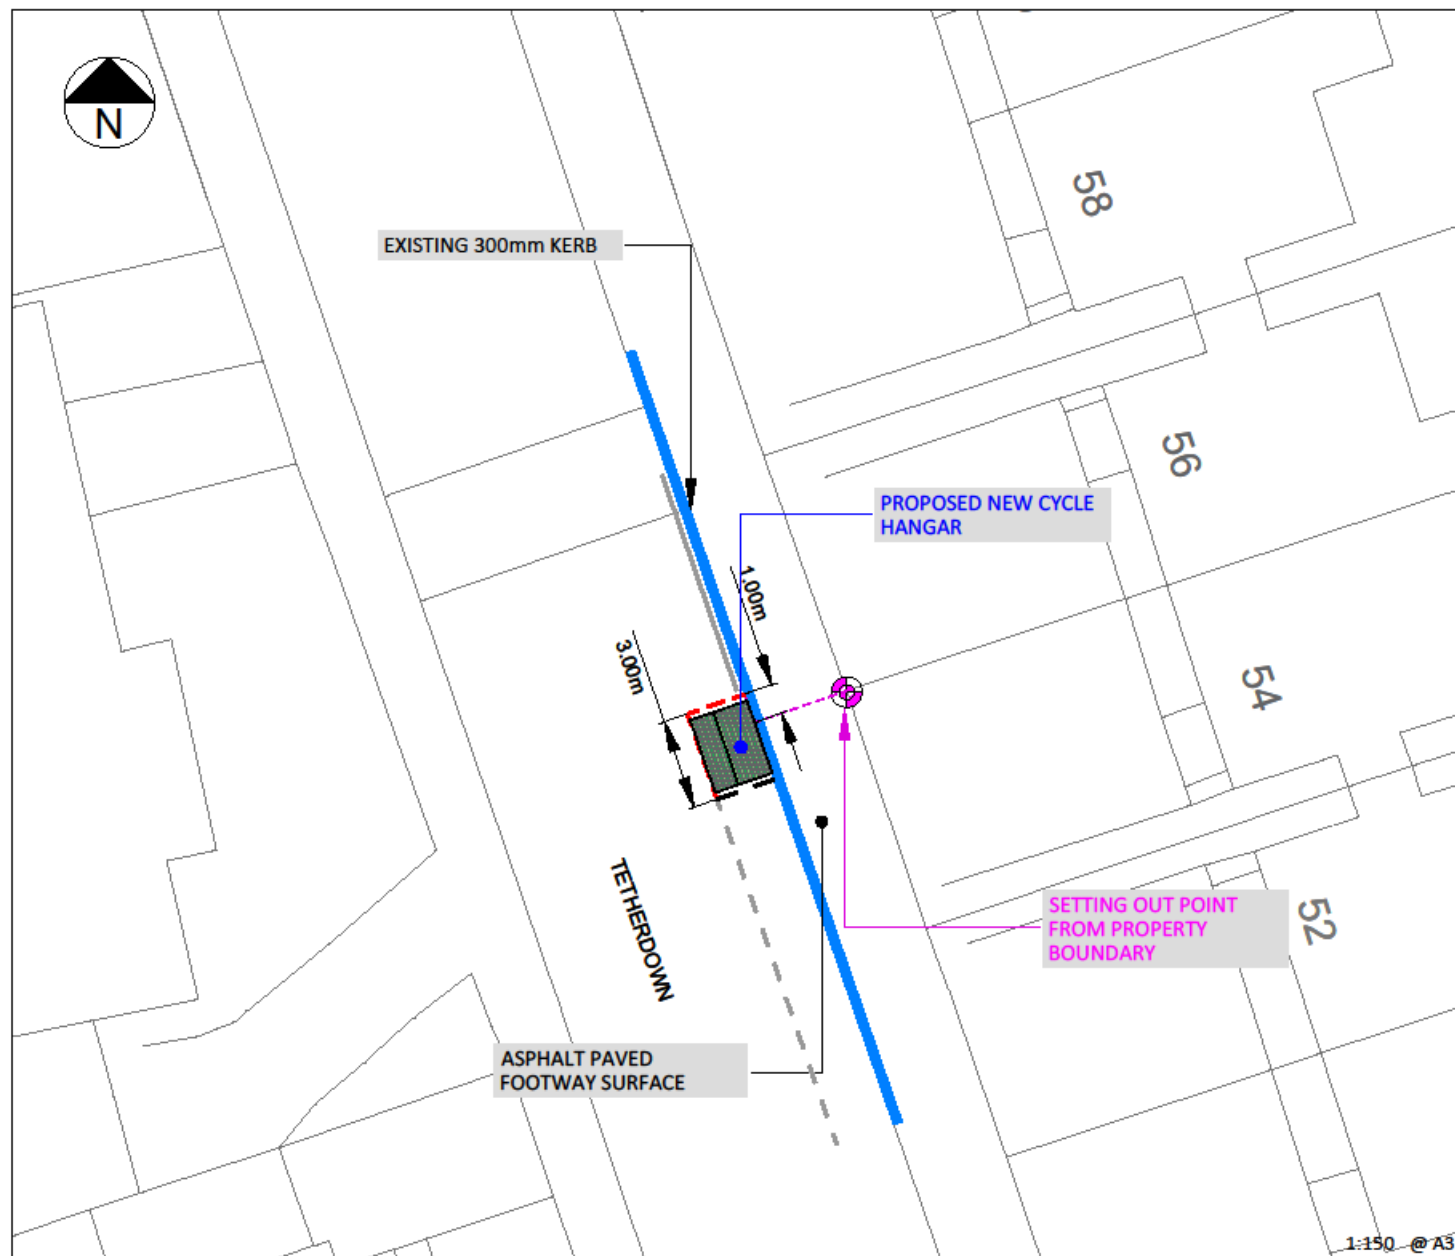 N
58
EXISTING 300mm KERB
56
PROPOSED NEW CYCLE
HANGAR
1.00m
3.00m
54
TETHERDOWN
SETTING OUT POINT
FROM PROPERTY
BOUNDARY
52
ASPHALT PAVED
FOOTWAY SURFACE
1:150 @ A3